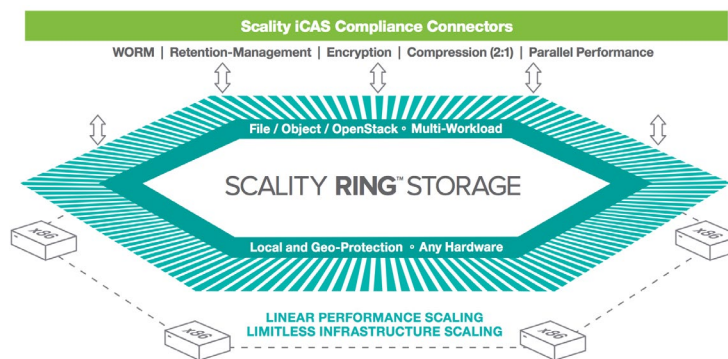 Scality iCAS Compliance Connectors
WORM | Retention-Management | Encryption | Compression (2:1) | Parallel Performance
File / Object / OpenStack ∘ Multi-Workload
SCALITY RING™ STORAGE
Local and Geo-Protection ∘ Any Hardware
x86
x86
LINEAR PERFORMANCE SCALING
LIMITLESS INFRASTRUCTURE SCALING
x86
x86